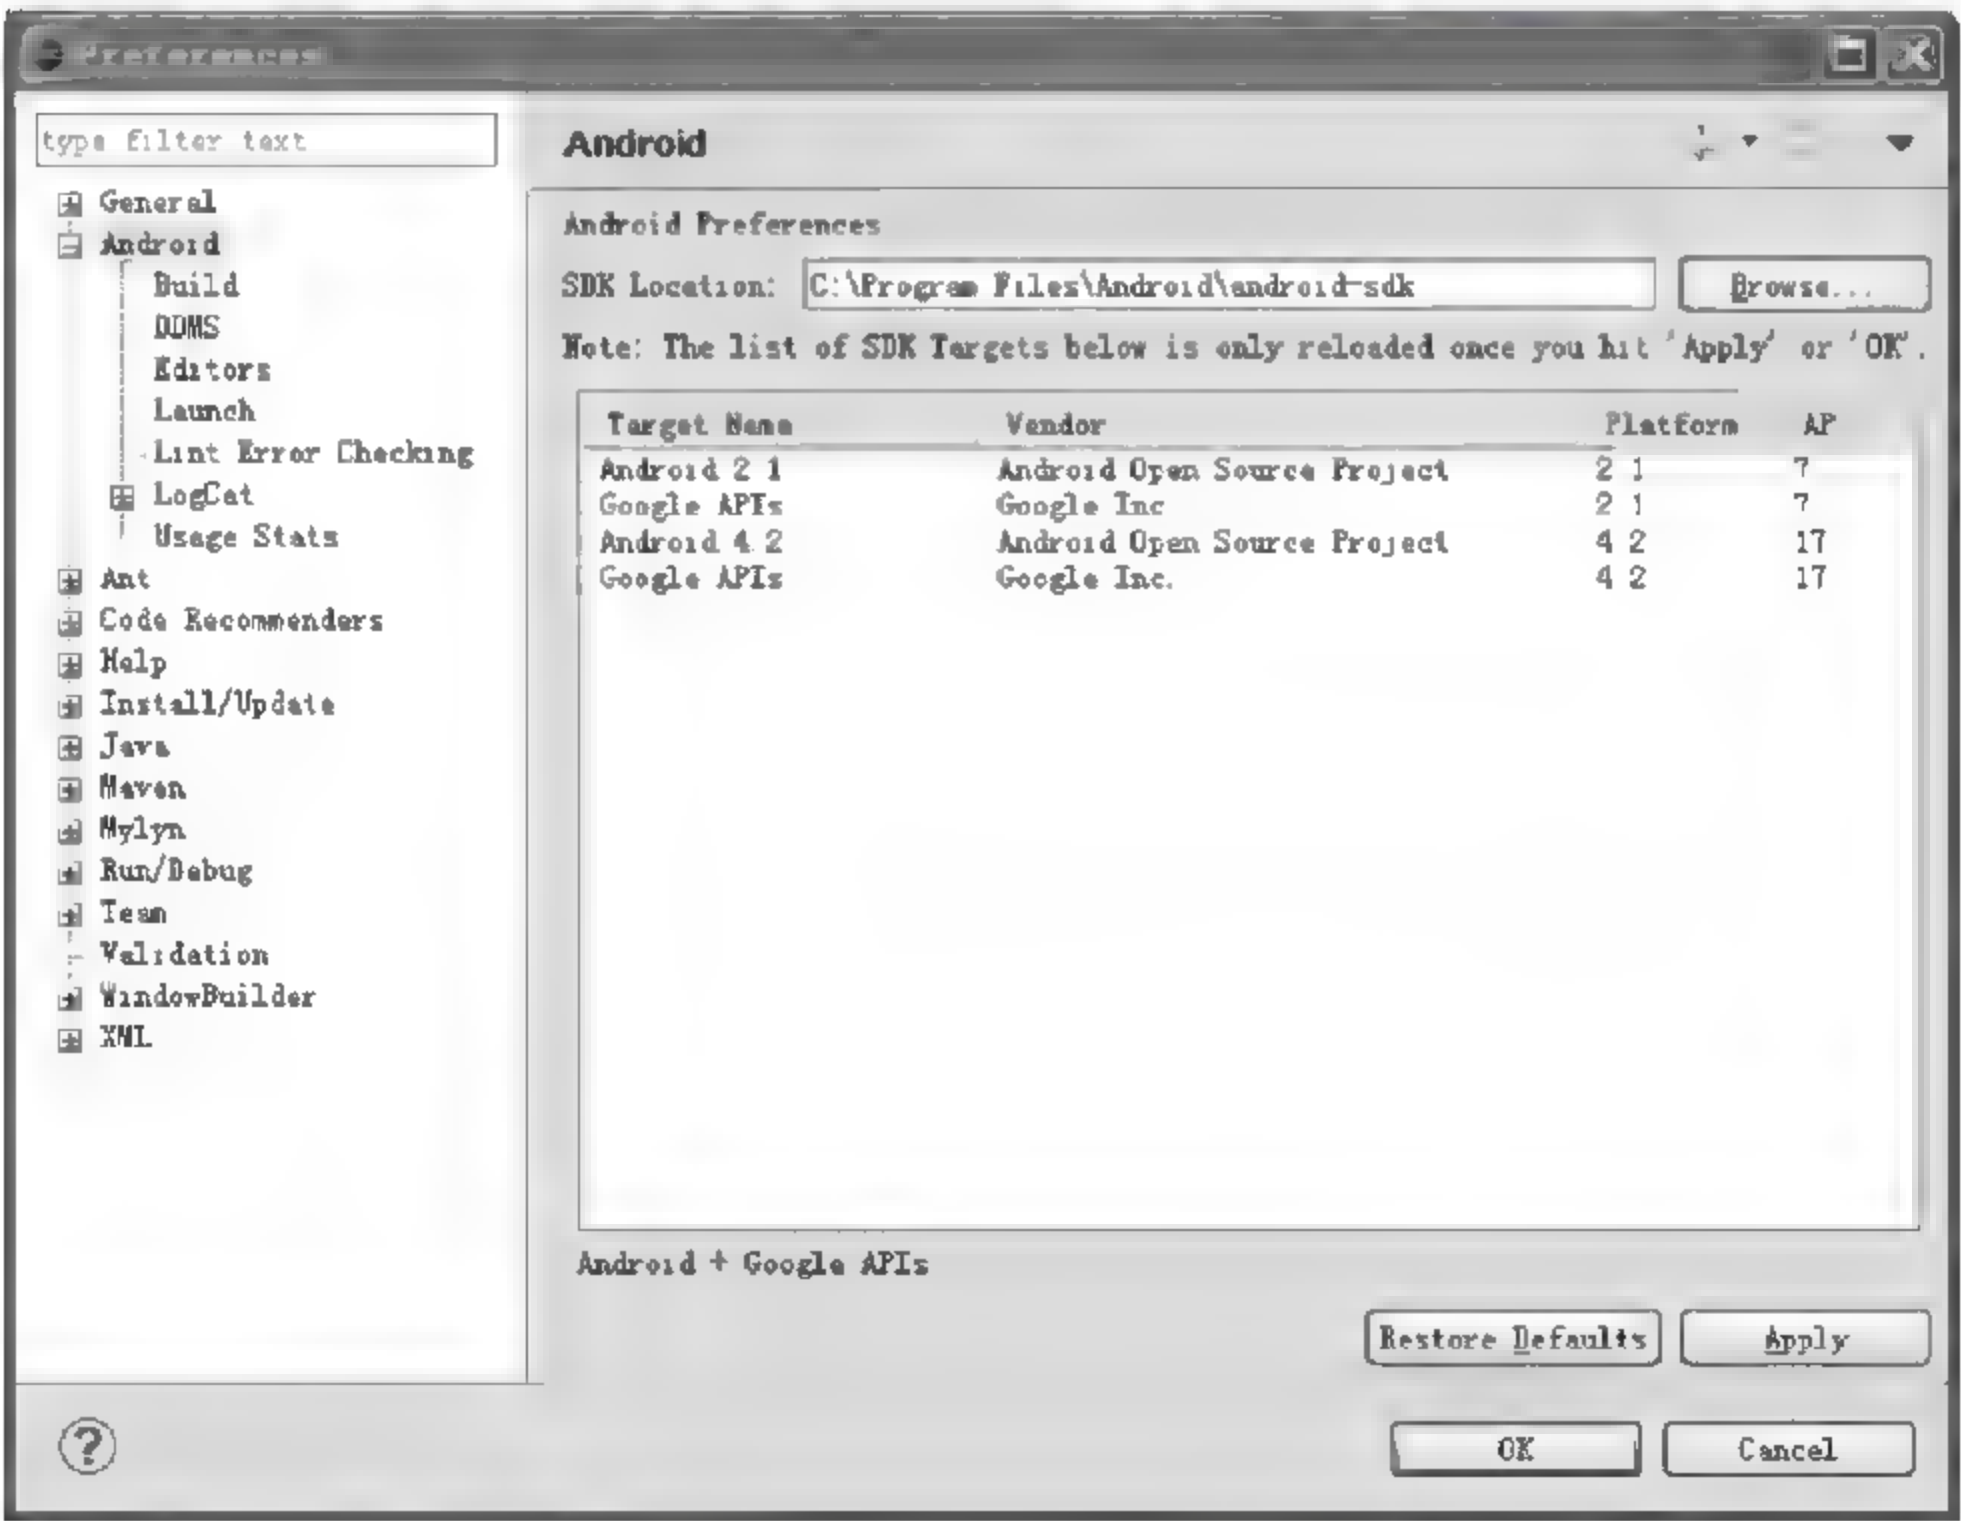 Preferences
type filter text
General
Android
Build
DDMS
Editors
Launch
Lint Error Checking
LogCat
Usage Stats
Ant
Code Recommenders
Help
Install/Update
Java
Maven
Mylyn
Run/Debug
Team
Validation
WindowBuilder
XML
Android
Android Preferences
SDK Location: C:\Program Files\Android\android-sdk Browse...
Note: The list of SDK Targets below is only reloaded once you hit 'Apply' or 'OK'.
Target Name Vendor Platform AP
Android 2 1 Android Open Source Project 2 1 7
Google APIs Google Inc 2 1 7
Android 4.2 Android Open Source Project 4 2 17
Google APIs Google Inc. 4 2 17
Android + Google APIs
Restore Defaults Apply
? OK Cancel